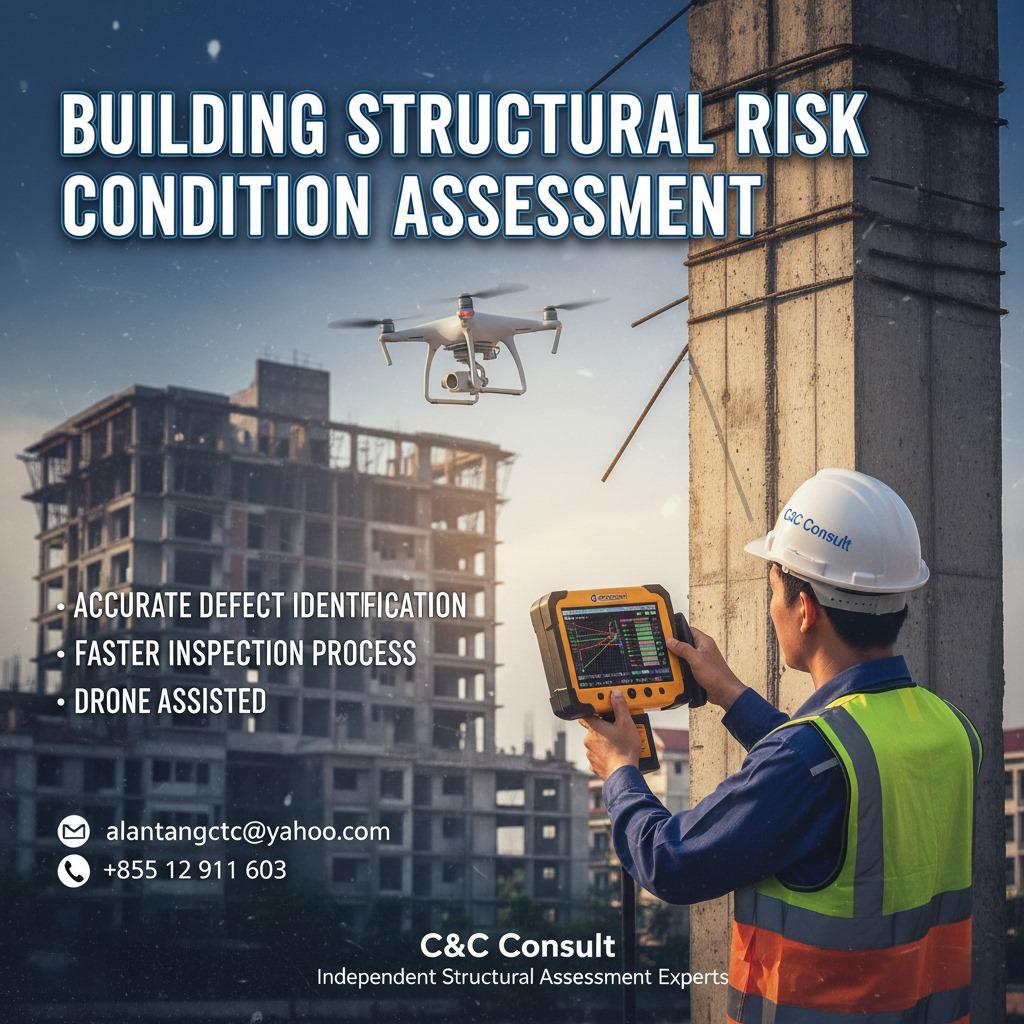 BUILDING STRUCTURAL RISK
CONDITION ASSESSMENT
C&C Consult
• ACCURATE DEFECT IDENTIFICATION
• FASTER INSPECTION PROCESS
• DRONE ASSISTED
alantangctc@yahoo.com
+855 12 911 603
C&C Consult
Independent Structural Assessment Experts